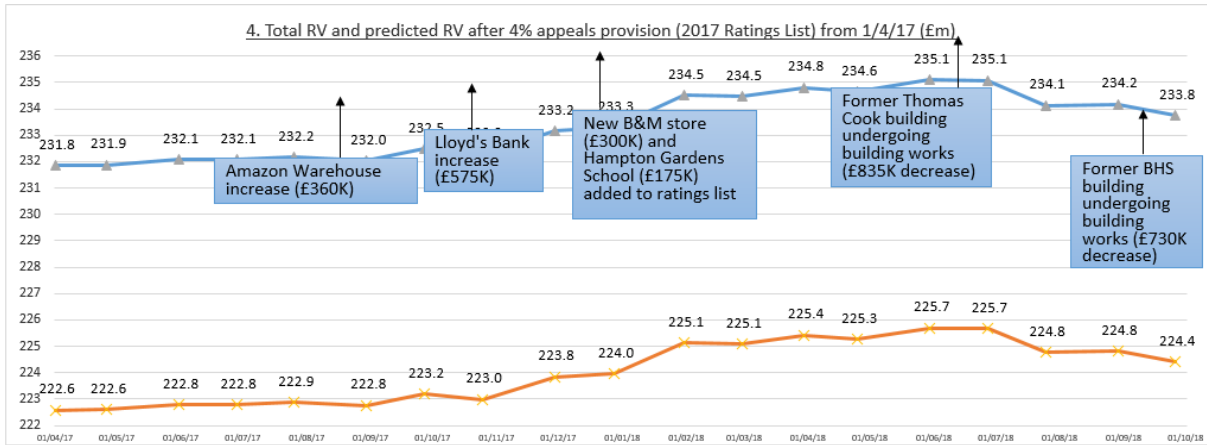 4. Total RV and predicted RV after 4% appeals provision (2017 Ratings List) from 1/4/17 (£m)
236
235
234
233
232
231
230
229
228
227
226
225
224
223
222
231.8 231.9 232.1 232.1 232.2 232.0 232.5 233.2 233.3 234.5 234.5 234.8 234.6 235.1 235.1 234.1 234.2 233.8
Amazon Warehouse
increase (£360K)
Lloyd's Bank
increase
(£575K)
New B&M store
(£300K) and
Hampton Gardens
School (£175K)
added to ratings list
Former Thomas
Cook building
undergoing
building works
(£835K decrease)
Former BHS
building
undergoing
building
works (£730K
decrease)
222.6 222.6 222.8 222.8 222.9 222.8 223.2 223.0 223.8 224.0 225.1 225.1 225.4 225.3 225.7 225.7 224.8 224.8 224.4
01/04/17 01/05/17 01/06/17 01/07/17 01/08/17 01/09/17 01/10/17 01/11/17 01/12/17 01/01/18 01/02/18 01/03/18 01/04/18 01/05/18 01/06/18 01/07/18 01/08/18 01/09/18 01/10/18